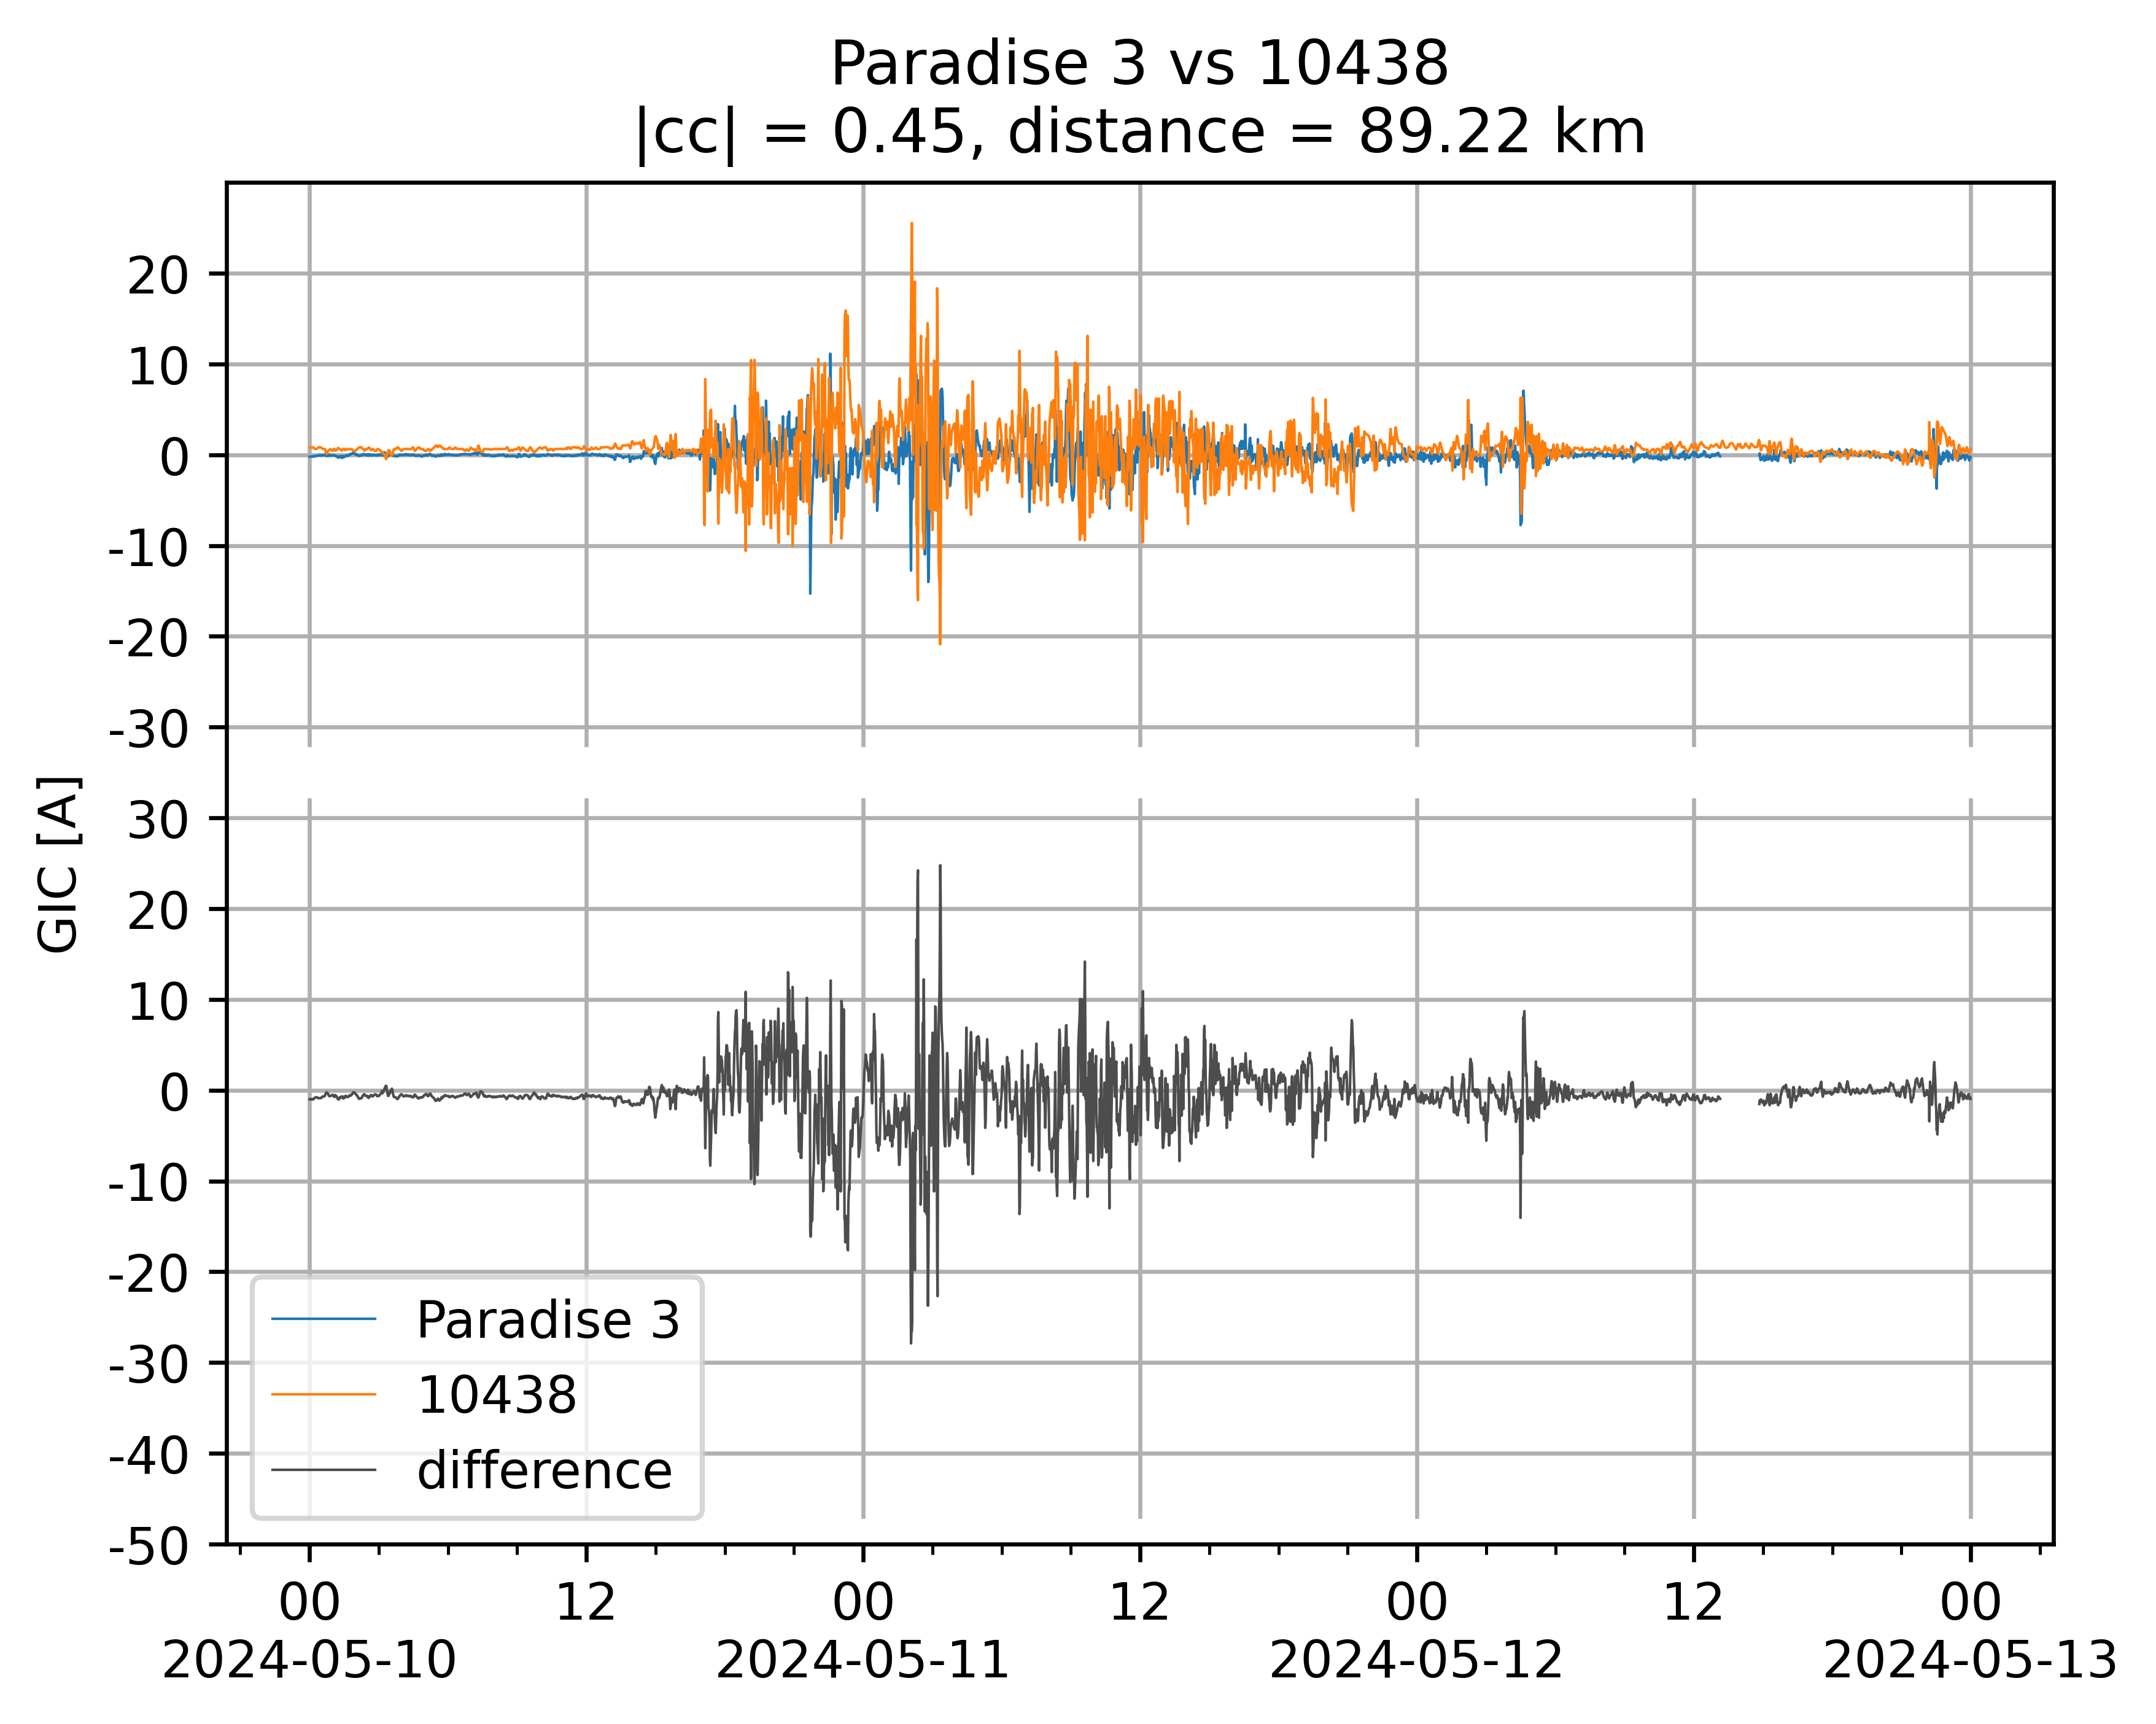 Paradise 3 vs 10438
|cc| = 0.45, distance = 89.22 km
GIC [A]
20
10
0
-10
-20
-30
30
20
10
0
-10
-20
-30
-40
-50
Paradise 3
10438
difference
00 12 00 12 00 12 00
2024-05-10 2024-05-11 2024-05-12 2024-05-13